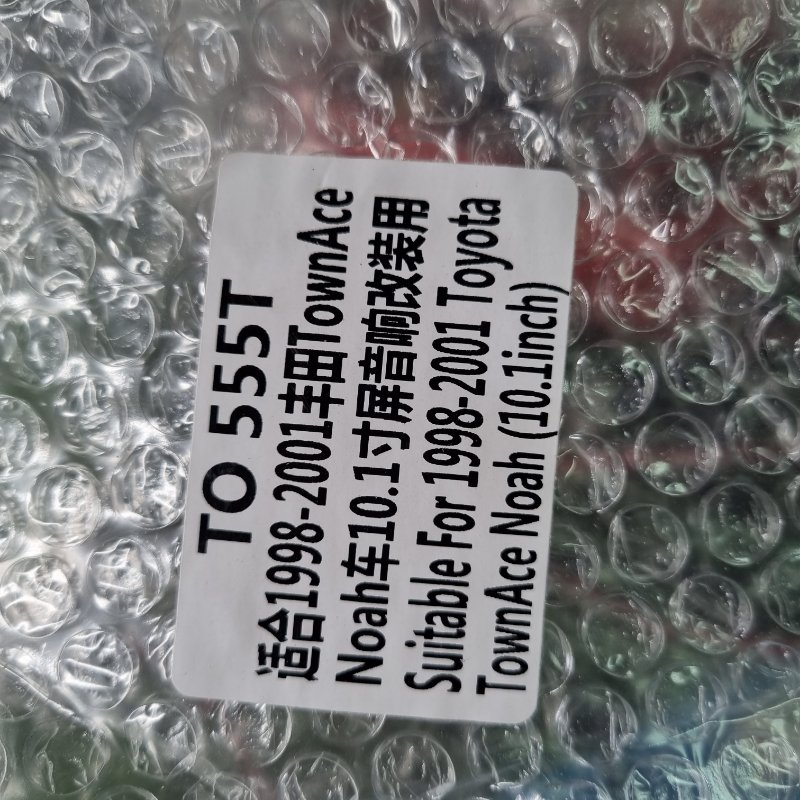 TO 555T
适合1998-2001丰田TownAce
Noah车10.1寸屏音响改装用
Suitable For 1998-2001 Toyota
TownAce Noah (10.1inch)